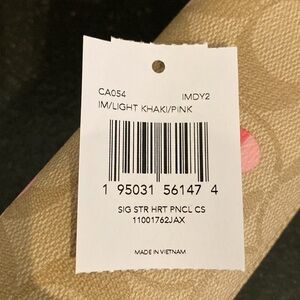 CA054 IMDY2
IM/LIGHT KHAKI/PINK
1 95031 56147 4
SIG STR HRT PNCL CS
11001762JAX
MADE IN VIETNAM